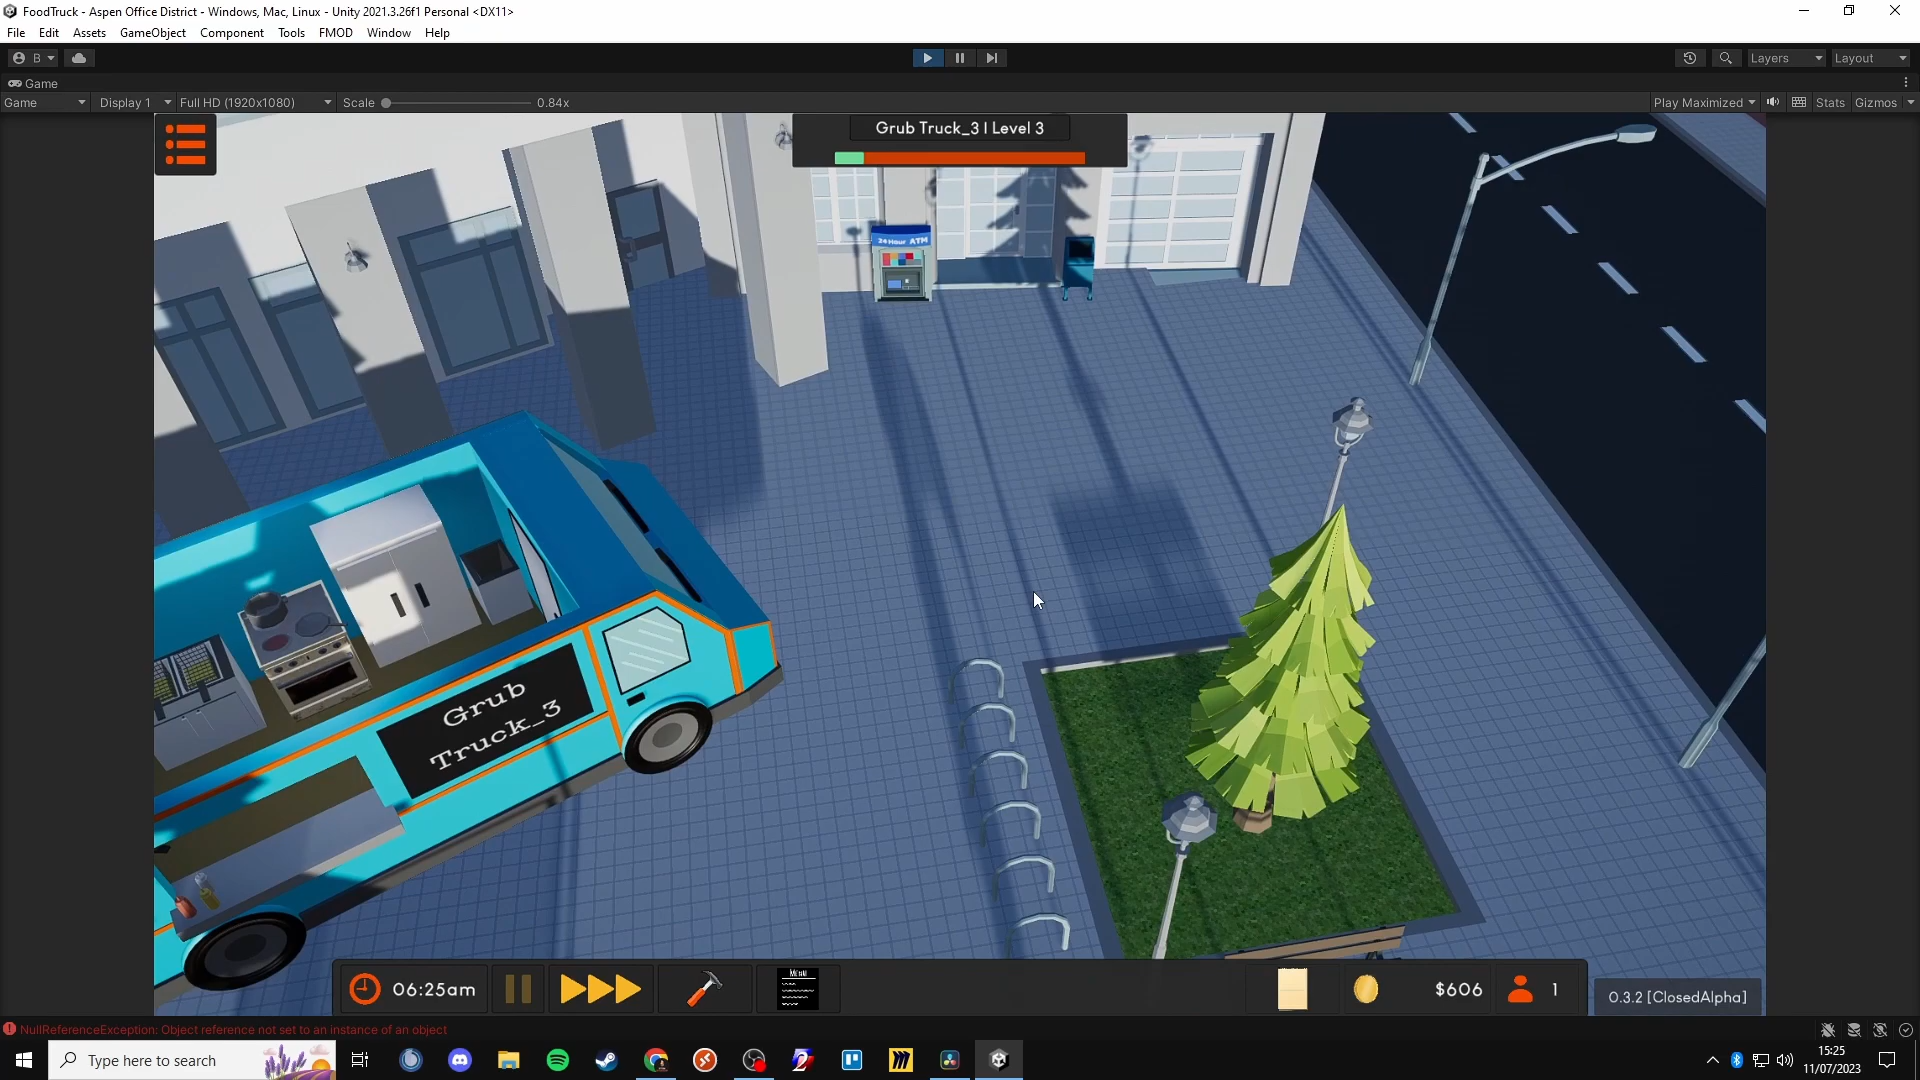 FoodTruck - Aspen Office District - Windows, Mac, Linux - Unity 2021.3.26f1 Personal <DX11>
File Edit Assets GameObject Component Tools FMOD Window Help
B Layers Layout
Game
Game Display 1 Full HD (1920x1080) Scale 0.84x Play Maximized Stats Gizmos
Grub Truck_3 | Level 3
24Hour ATM
Grub
Truck_3
06:25am
MENU
$606
1
0.3.2 [ClosedAlpha]
NullReferenceException: Object reference not set to an instance of an object
Type here to search
15:25
11/07/2023